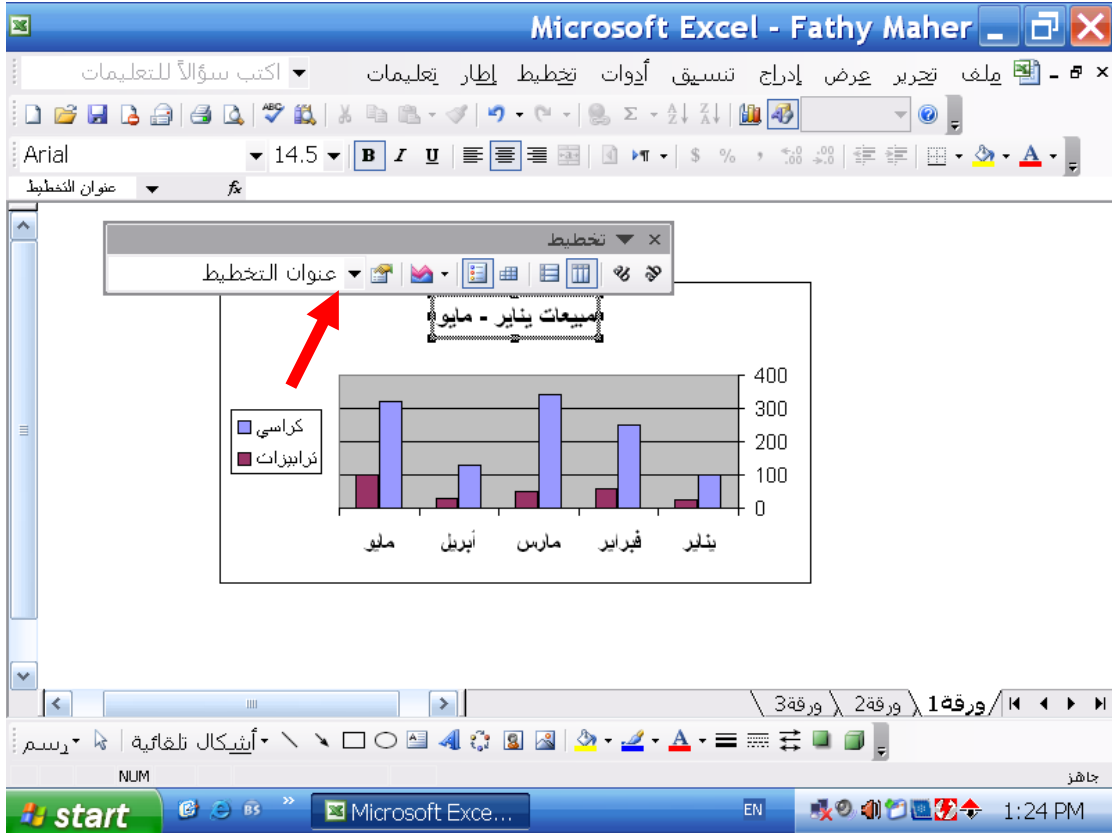 Microsoft Excel - Fathy Maher
ملف تحرير عرض إدراج تنسيق أدوات تخطيط إطار تعليمات اكتب سؤالاً للتعليمات
Arial 14.5 B I U $ %
عنوان التخطيط fx
تخطيط
عنوان التخطيط
مبيعات يناير - مايو
400
300
200
100
0
كراسي
ترابيزات
يناير فبراير مارس أبريل مايو
ورقة1 ورقة2 ورقة3
رسم أشكال تلقائية
جاهز NUM
start Microsoft Exce... EN 1:24 PM